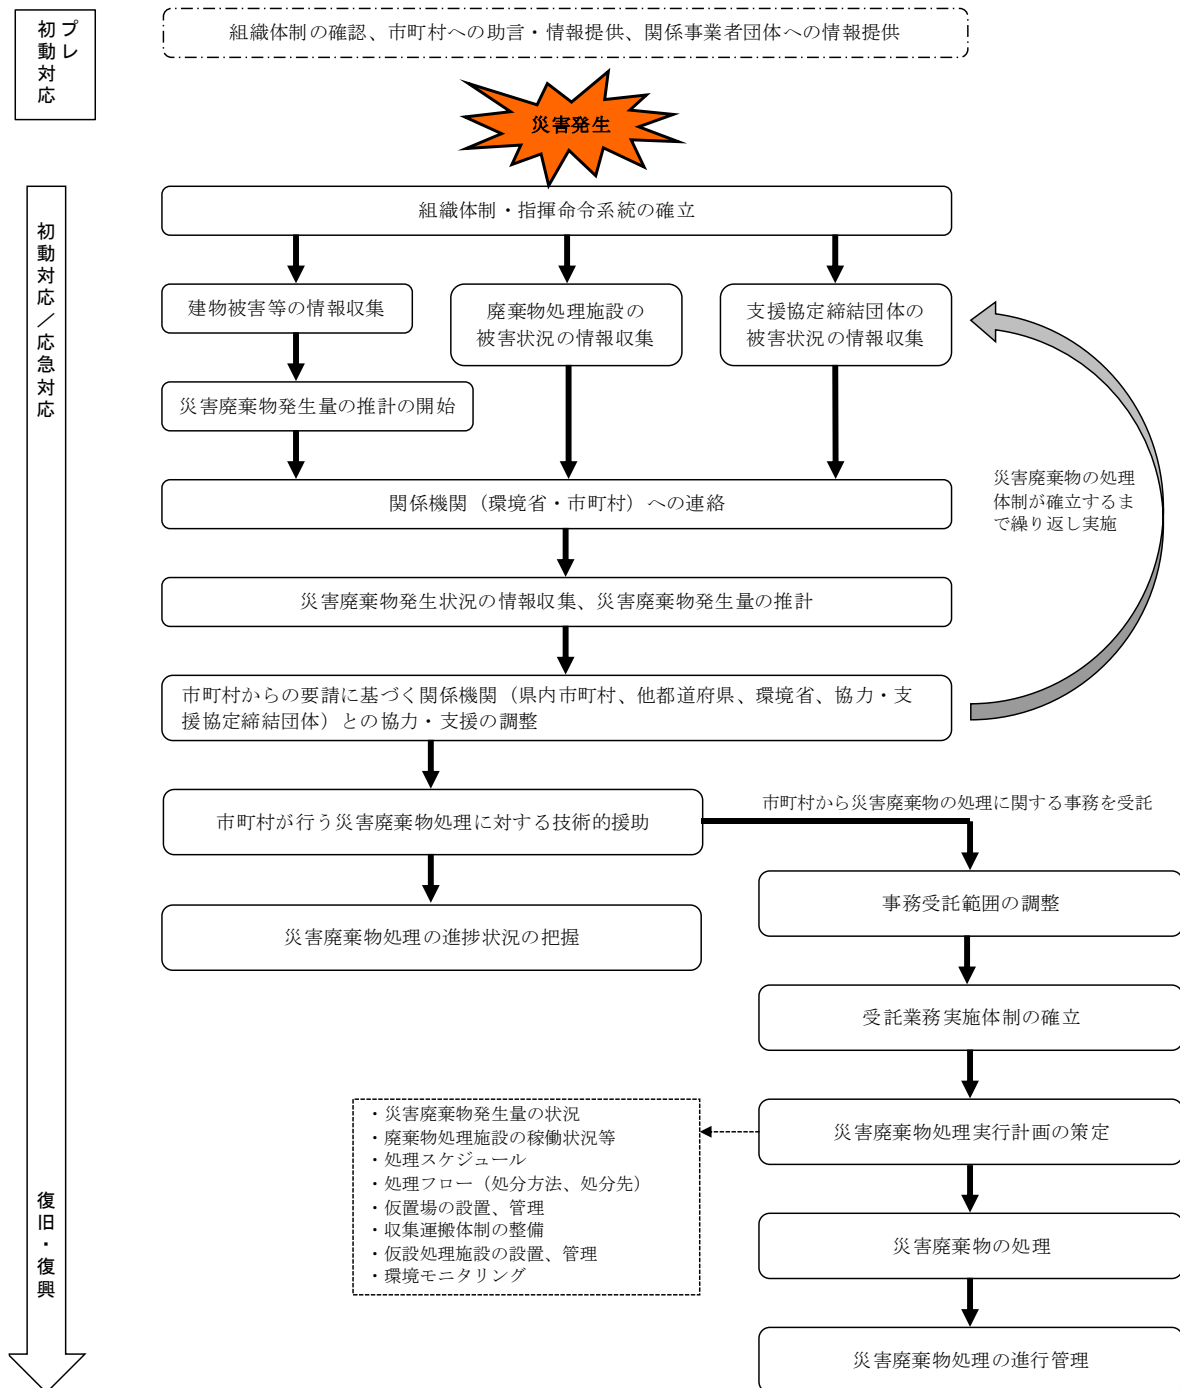 プレ
初動対応
組織体制の確認、市町村への助言・情報提供、関係事業者団体への情報提供
災害発生
初動対応／応急対応
組織体制・指揮命令系統の確立
建物被害等の情報収集
廃棄物処理施設の
被害状況の情報収集
支援協定締結団体の
被害状況の情報収集
災害廃棄物発生量の推計の開始
関係機関（環境省・市町村）への連絡
災害廃棄物の処理
体制が確立するま
で繰り返し実施
災害廃棄物発生状況の情報収集、災害廃棄物発生量の推計
市町村からの要請に基づく関係機関（県内市町村、他都道府県、環境省、協力・支
援協定締結団体）との協力・支援の調整
市町村が行う災害廃棄物処理に対する技術的援助
市町村から災害廃棄物の処理に関する事務を受託
災害廃棄物処理の進捗状況の把握
事務受託範囲の調整
受託業務実施体制の確立
災害廃棄物処理実行計画の策定
・災害廃棄物発生量の状況
・廃棄物処理施設の稼働状況等
・処理スケジュール
・処理フロー（処分方法、処分先）
・仮置場の設置、管理
・収集運搬体制の整備
・仮設処理施設の設置、管理
・環境モニタリング
復旧・復興
災害廃棄物の処理
災害廃棄物処理の進行管理